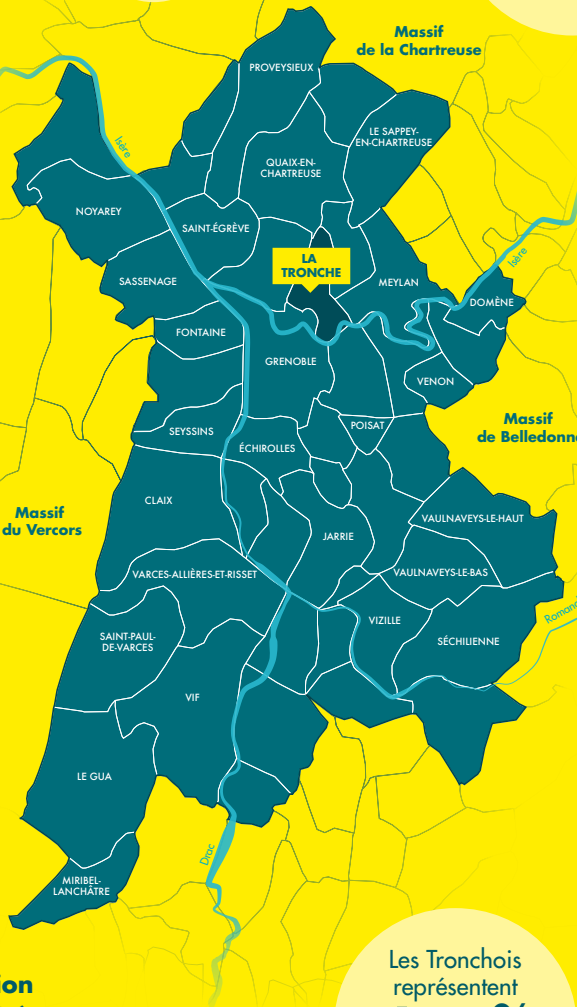 Massif
de la Chartreuse
PROVEYSIEUX
LE SAPPEY-
EN-CHARTREUSE
Isère
QUAIX-EN-
CHARTREUSE
NOYAREY
SAINT-ÉGRÈVE
LA
TRONCHE
Isère
SASSENAGE
MEYLAN
DOMÈNE
FONTAINE
GRENOBLE
VENON
Massif
de Belledonne
SEYSSINS
POISAT
ÉCHIROLLES
CLAIX
Massif
du Vercors
VAULNAVEYS-LE-HAUT
JARRIE
VARCES-ALLIÈRES-ET-RISSET
VAULNAVEYS-LE-BAS
Romanc
VIZILLE
SAINT-PAUL-
DE-VARCES
SÉCHILIENNE
VIF
LE GUA
Drac
MIRIBEL-
LANCHÂTRE
Les Tronchois
représentent